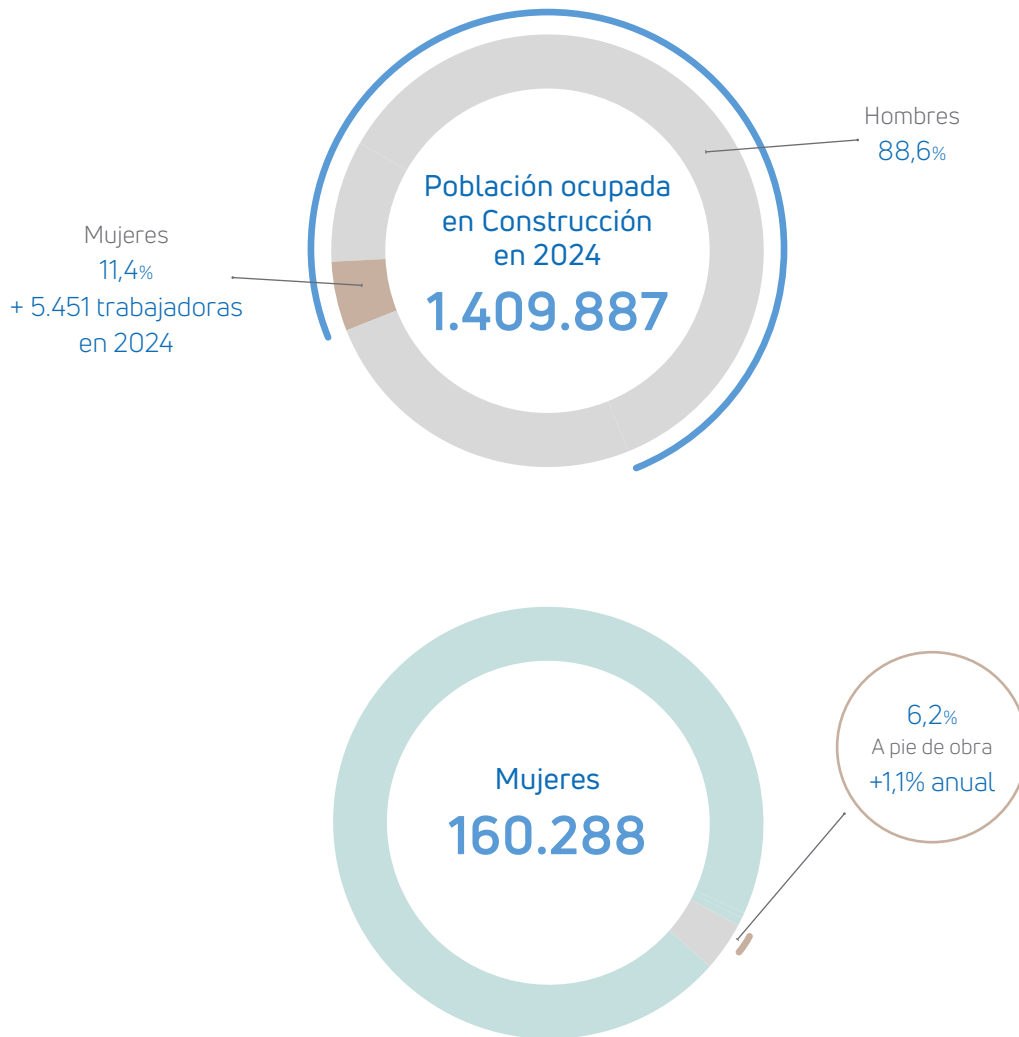 Hombres
88,6%
Población ocupada
en Construcción
en 2024
1.409.887
Mujeres
11,4%
+ 5.451 trabajadoras
en 2024
6,2%
A pie de obra
+1,1% anual
Mujeres
160.288